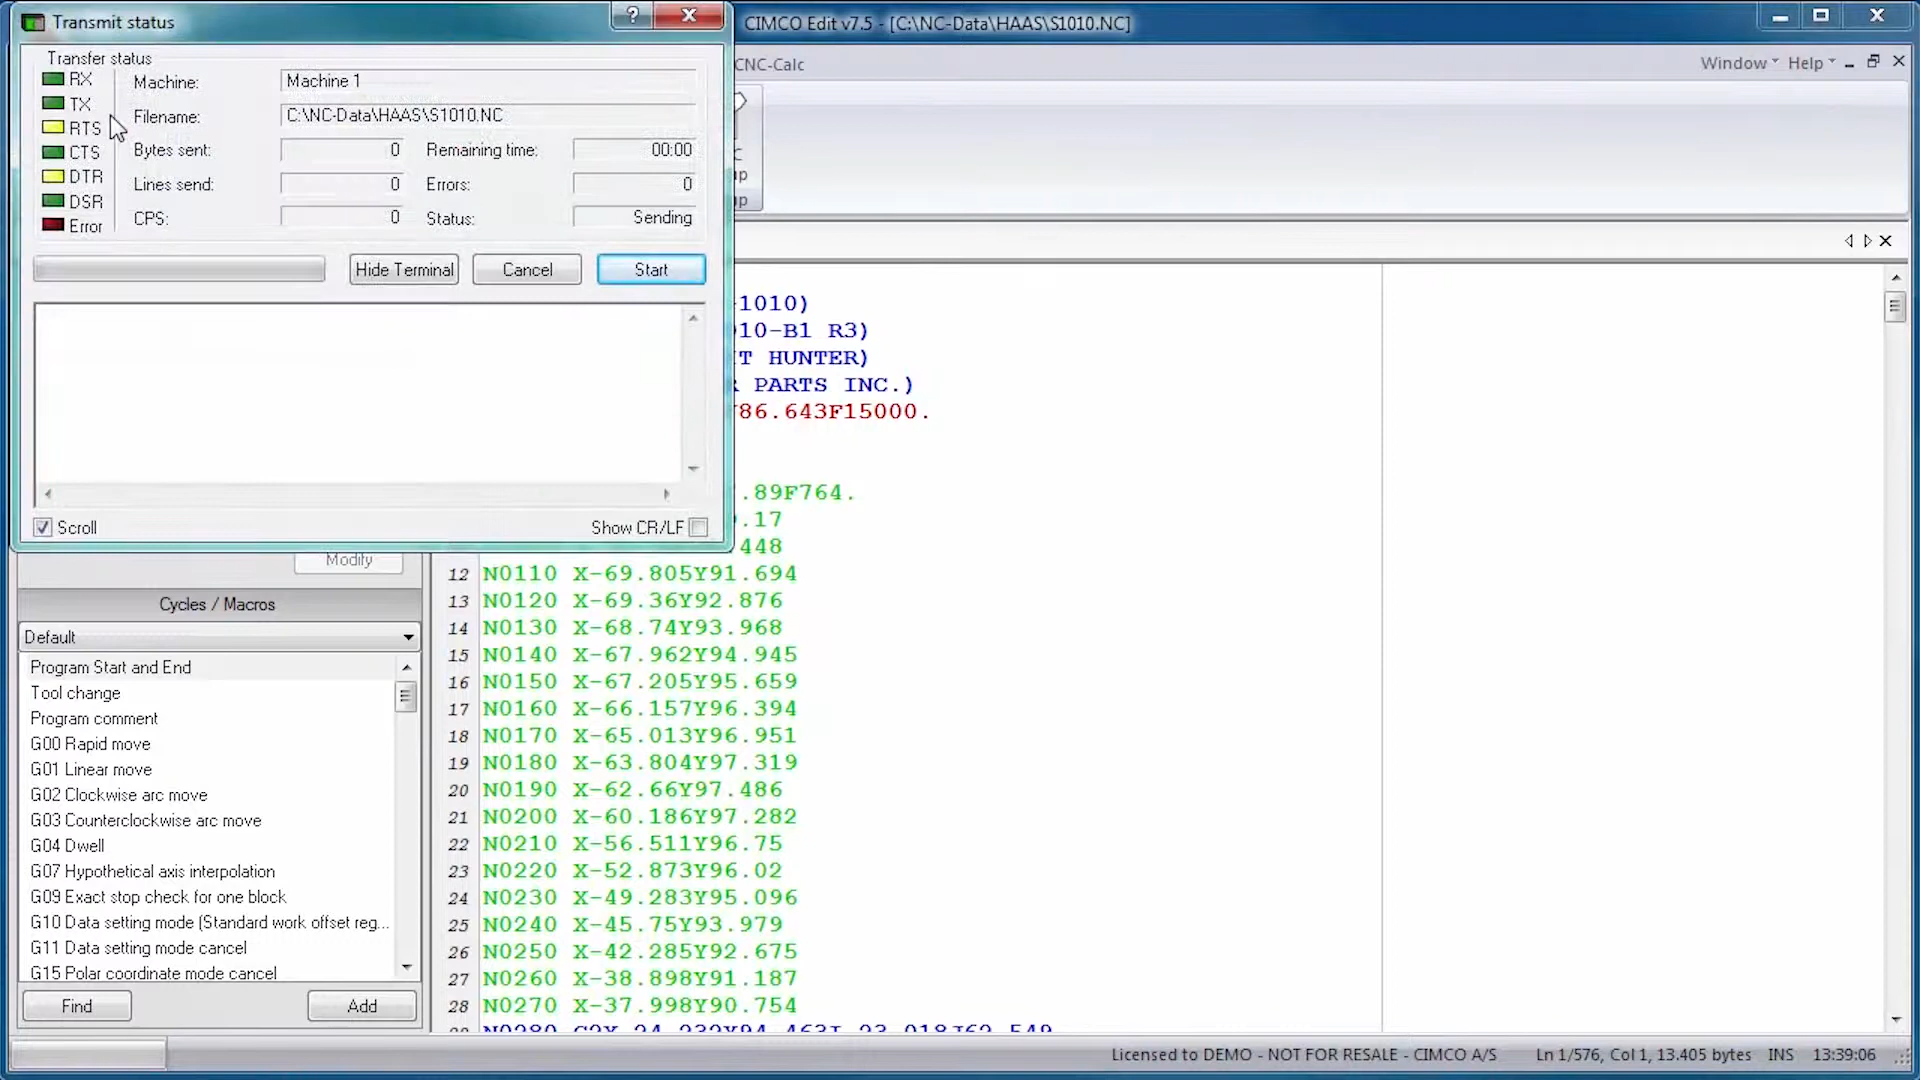 Transmit status
?
CIMCO Edit v7.5 - [C:\NC-Data\HAAS\S1010.NC]
CNC-Calc
Window
Help
Transfer status
RX
TX
RTS
CTS
DTR
DSR
Error
Machine:
Machine 1
Filename:
C:\NC-Data\HAAS\S1010.NC
Bytes sent:
0
Remaining time:
00:00
Lines send:
0
Errors:
0
CPS:
0
Status:
Sending
Hide Terminal
Cancel
Start
Scroll
Show CR/LF
1010)
10-B1 R3)
T HUNTER)
PARTS INC.)
86.643F15000.
.89F764.
.17
448
12 N0110 X-69.805Y91.694
13 N0120 X-69.36Y92.876
14 N0130 X-68.74Y93.968
15 N0140 X-67.962Y94.945
16 N0150 X-67.205Y95.659
17 N0160 X-66.157Y96.394
18 N0170 X-65.013Y96.951
19 N0180 X-63.804Y97.319
20 N0190 X-62.66Y97.486
21 N0200 X-60.186Y97.282
22 N0210 X-56.511Y96.75
23 N0220 X-52.873Y96.02
24 N0230 X-49.283Y95.096
25 N0240 X-45.75Y93.979
26 N0250 X-42.285Y92.675
27 N0260 X-38.898Y91.187
28 N0270 X-37.998Y90.754
Modify
Cycles / Macros
Default
Program Start and End
Tool change
Program comment
G00 Rapid move
G01 Linear move
G02 Clockwise arc move
G03 Counterclockwise arc move
G04 Dwell
G07 Hypothetical axis interpolation
G09 Exact stop check for one block
G10 Data setting mode (Standard work offset reg...
G11 Data setting mode cancel
G15 Polar coordinate mode cancel
Find
Add
Licensed to DEMO - NOT FOR RESALE - CIMCO A/S
Ln 1/576, Col 1, 13.405 bytes
INS
13:39:06